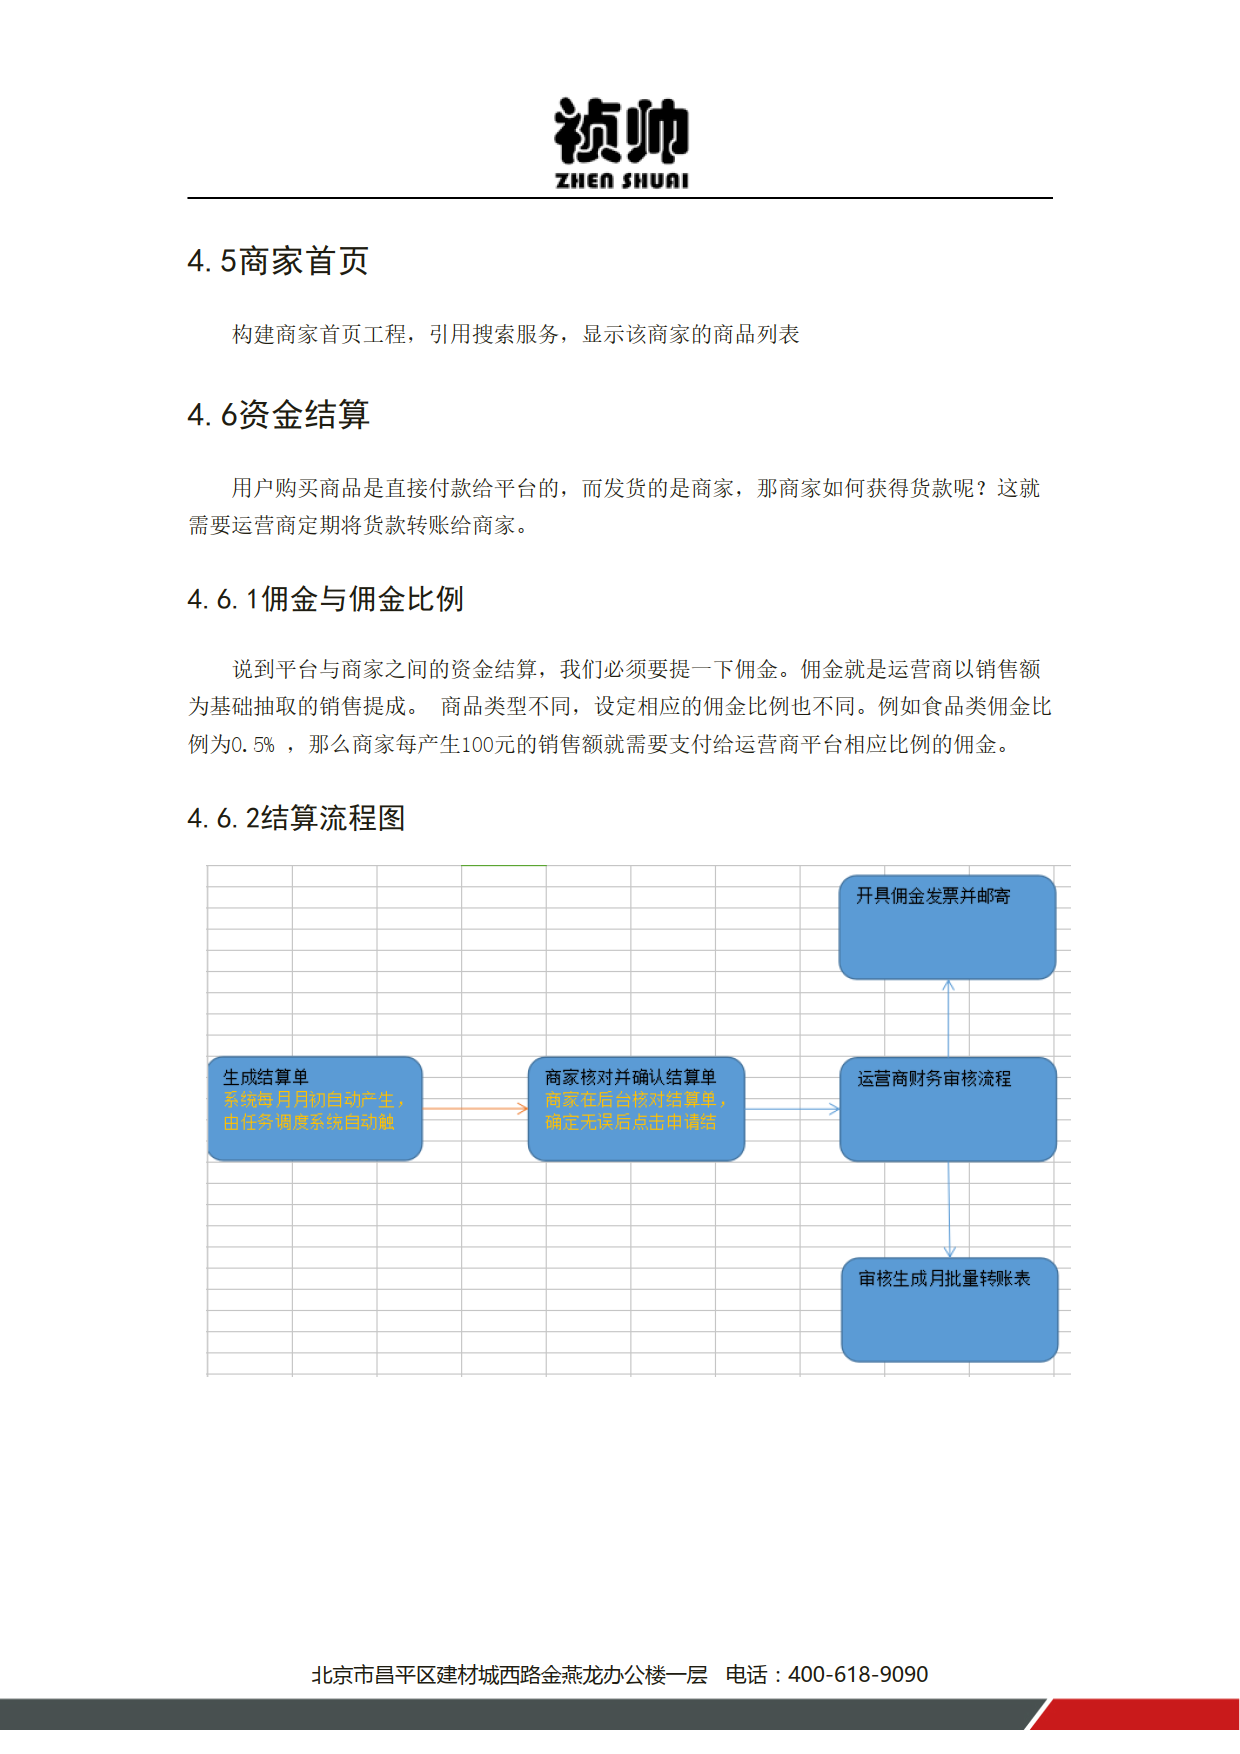 祯帅
ZHEN SHUAI
4.5商家首页
构建商家首页工程，引用搜索服务，显示该商家的商品列表
4.6资金结算
用户购买商品是直接付款给平台的，而发货的是商家，那商家如何获得货款呢？这就
需要运营商定期将货款转账给商家。
4.6.1佣金与佣金比例
说到平台与商家之间的资金结算，我们必须要提一下佣金。佣金就是运营商以销售额
为基础抽取的销售提成。 商品类型不同，设定相应的佣金比例也不同。例如食品类佣金比
例为0.5% ，那么商家每产生100元的销售额就需要支付给运营商平台相应比例的佣金。
4.6.2结算流程图
开具佣金发票并邮寄
生成结算单
系统每月月初自动产生，
由任务调度系统自动触
商家核对并确认结算单
商家在后台核对结算单，
确定无误后点击申请结
运营商财务审核流程
审核生成月批量转账表
北京市昌平区建材城西路金燕龙办公楼一层 电话：400-618-9090